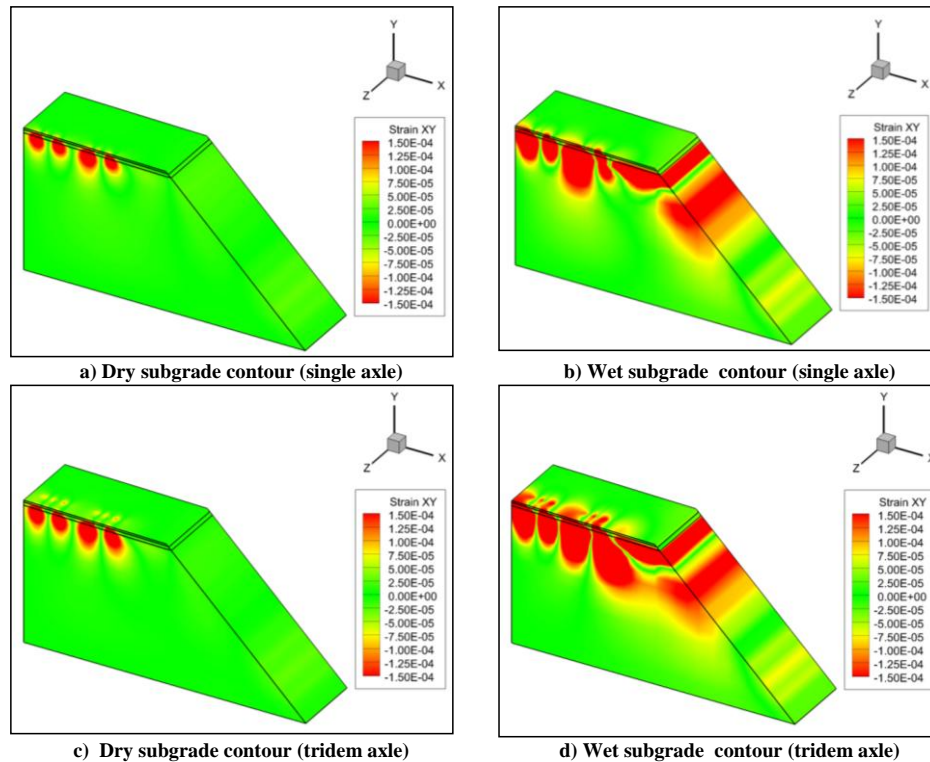 Y
X
Z
Strain XY
1.50E-04
1.25E-04
1.00E-04
7.50E-05
5.00E-05
2.50E-05
0.00E+00
-2.50E-05
-5.00E-05
-7.50E-05
-1.00E-04
-1.25E-04
-1.50E-04
a) Dry subgrade contour (single axle)
Y
X
Z
Strain XY
1.50E-04
1.25E-04
1.00E-04
7.50E-05
5.00E-05
2.50E-05
0.00E+00
-2.50E-05
-5.00E-05
-7.50E-05
-1.00E-04
-1.25E-04
-1.50E-04
b) Wet subgrade contour (single axle)
Y
X
Z
Strain XY
1.50E-04
1.25E-04
1.00E-04
7.50E-05
5.00E-05
2.50E-05
0.00E+00
-2.50E-05
-5.00E-05
-7.50E-05
-1.00E-04
-1.25E-04
-1.50E-04
c) Dry subgrade contour (tridem axle)
Y
X
Z
Strain XY
1.50E-04
1.25E-04
1.00E-04
7.50E-05
5.00E-05
2.50E-05
0.00E+00
-2.50E-05
-5.00E-05
-7.50E-05
-1.00E-04
-1.25E-04
-1.50E-04
d) Wet subgrade contour (tridem axle)